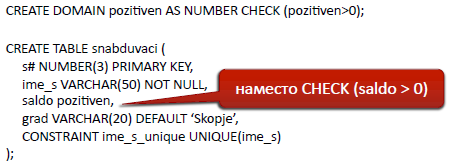 CREATE DOMAIN pozitiven AS NUMBER CHECK (pozitiven>0);
CREATE TABLE snabduvaci (
s# NUMBER(3) PRIMARY KEY,
ime_s VARCHAR(50) NOT NULL,
saldo pozitiven,
наместо CHECK (saldo > 0)
grad VARCHAR(20) DEFAULT ‘Skopje’,
CONSTRAINT ime_s_unique UNIQUE(ime_s)
);